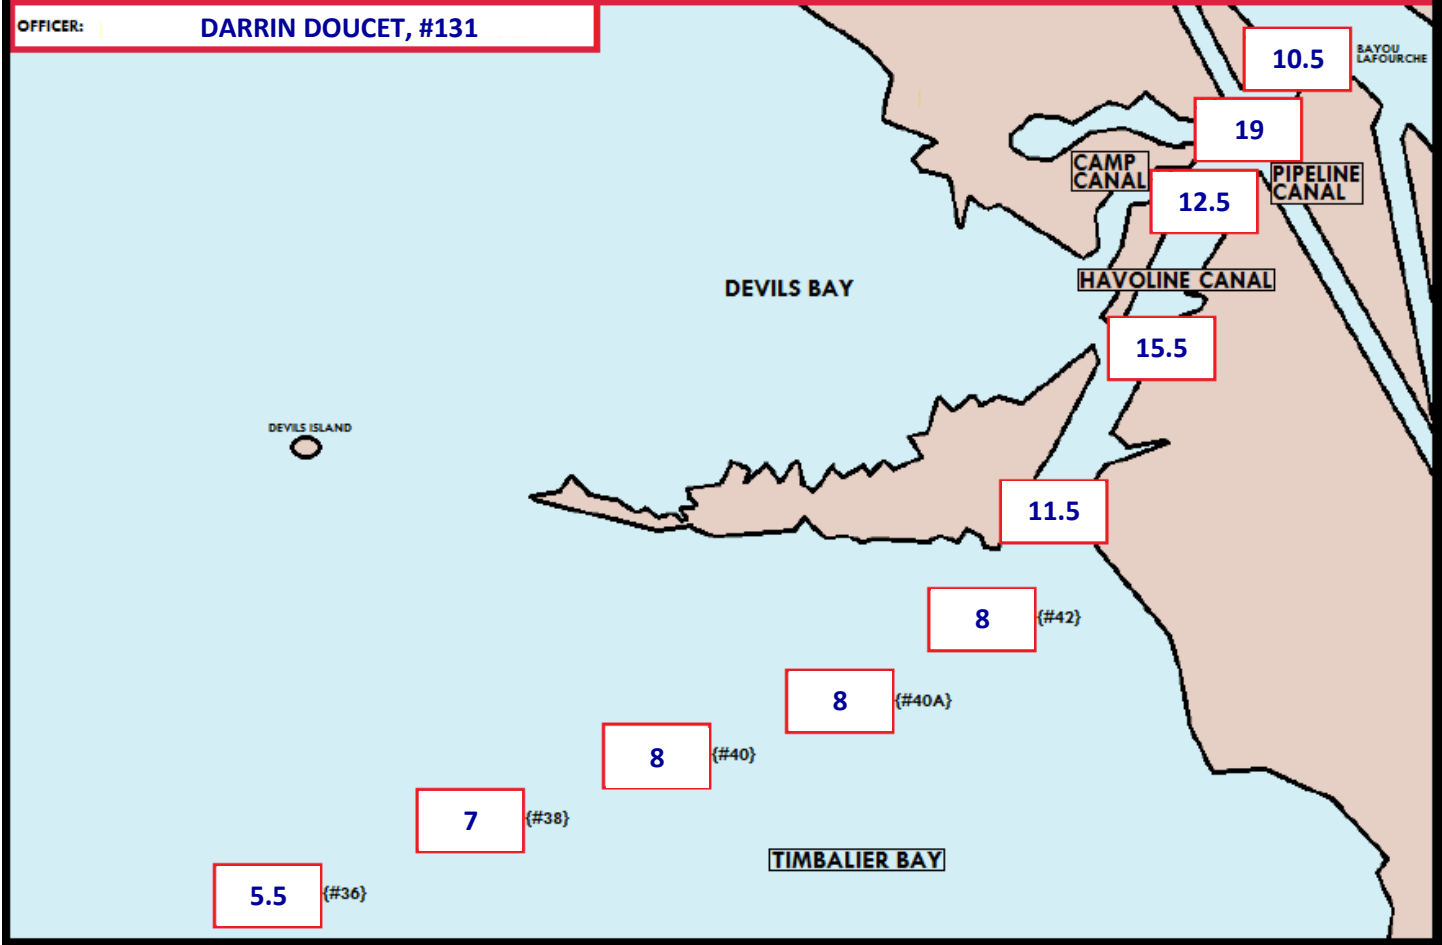 OFFICER: DARRIN DOUCET, #131
10.5
BAYOU
LAFOURCHE
19
CAMP
CANAL
PIPELINE
CANAL
12.5
HAVOLINE CANAL
DEVILS BAY
15.5
DEVILS ISLAND
11.5
8 {#42}
8 {#40A}
8 {#40}
7 {#38}
TIMBALIER BAY
5.5 {#36}